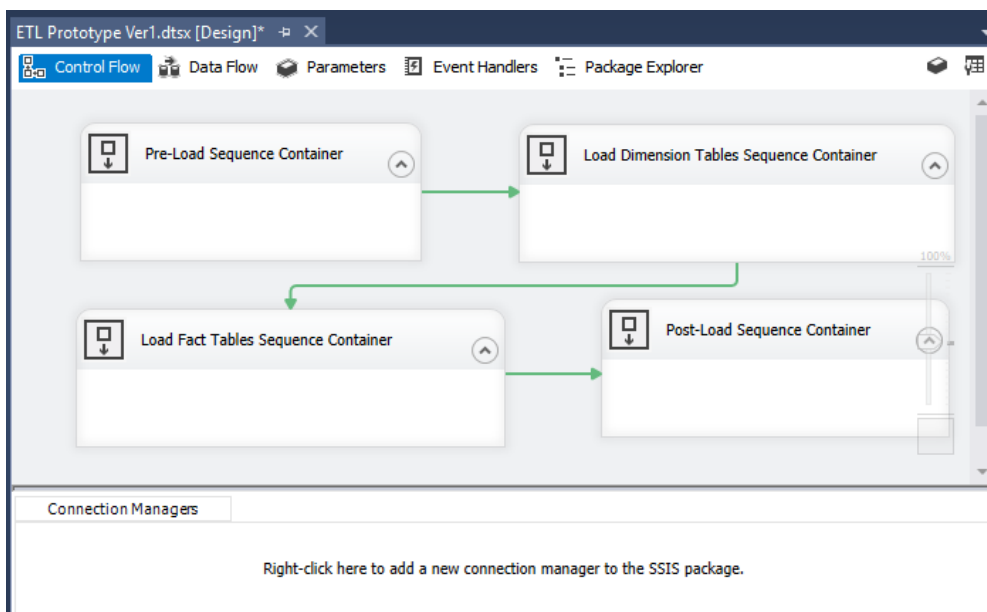 ETL Prototype Ver1.dtsx [Design]*
Control Flow Data Flow Parameters Event Handlers Package Explorer
Pre-Load Sequence Container
Load Dimension Tables Sequence Container
100%
Load Fact Tables Sequence Container
Post-Load Sequence Container
Connection Managers
Right-click here to add a new connection manager to the SSIS package.